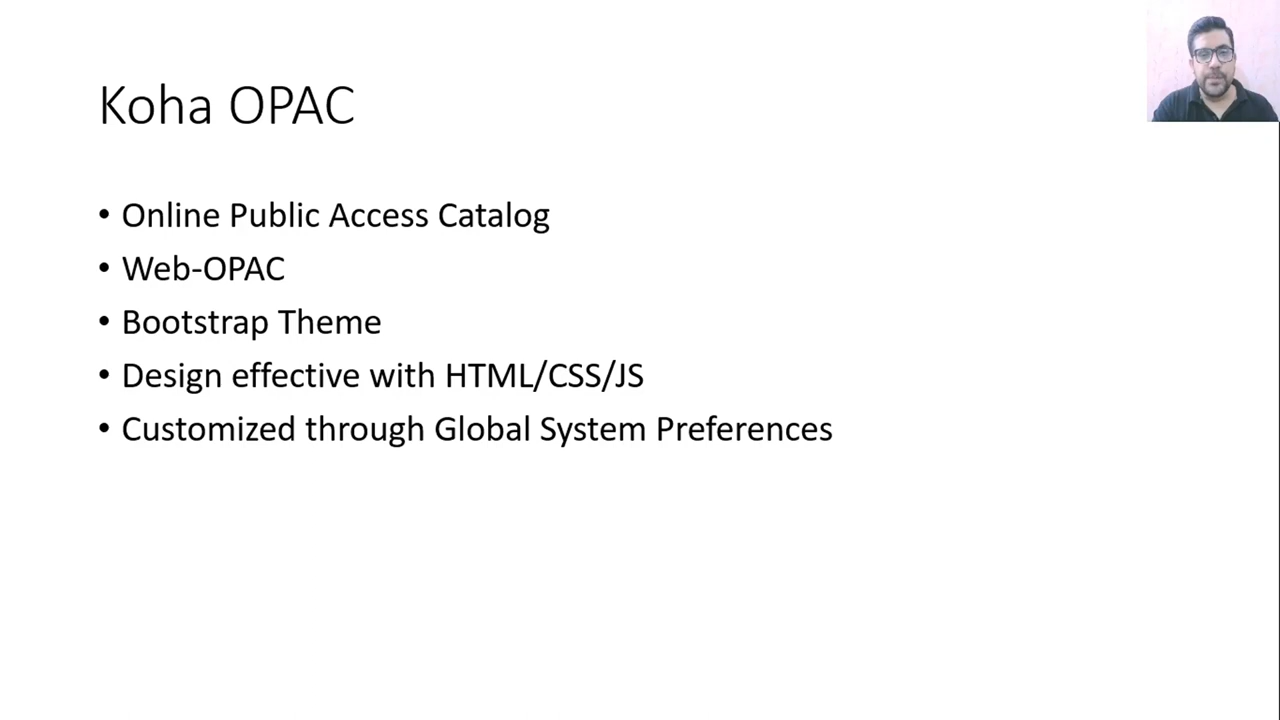 Koha OPAC
• Online Public Access Catalog
• Web-OPAC
• Bootstrap Theme
• Design effective with HTML/CSS/JS
• Customized through Global System Preferences